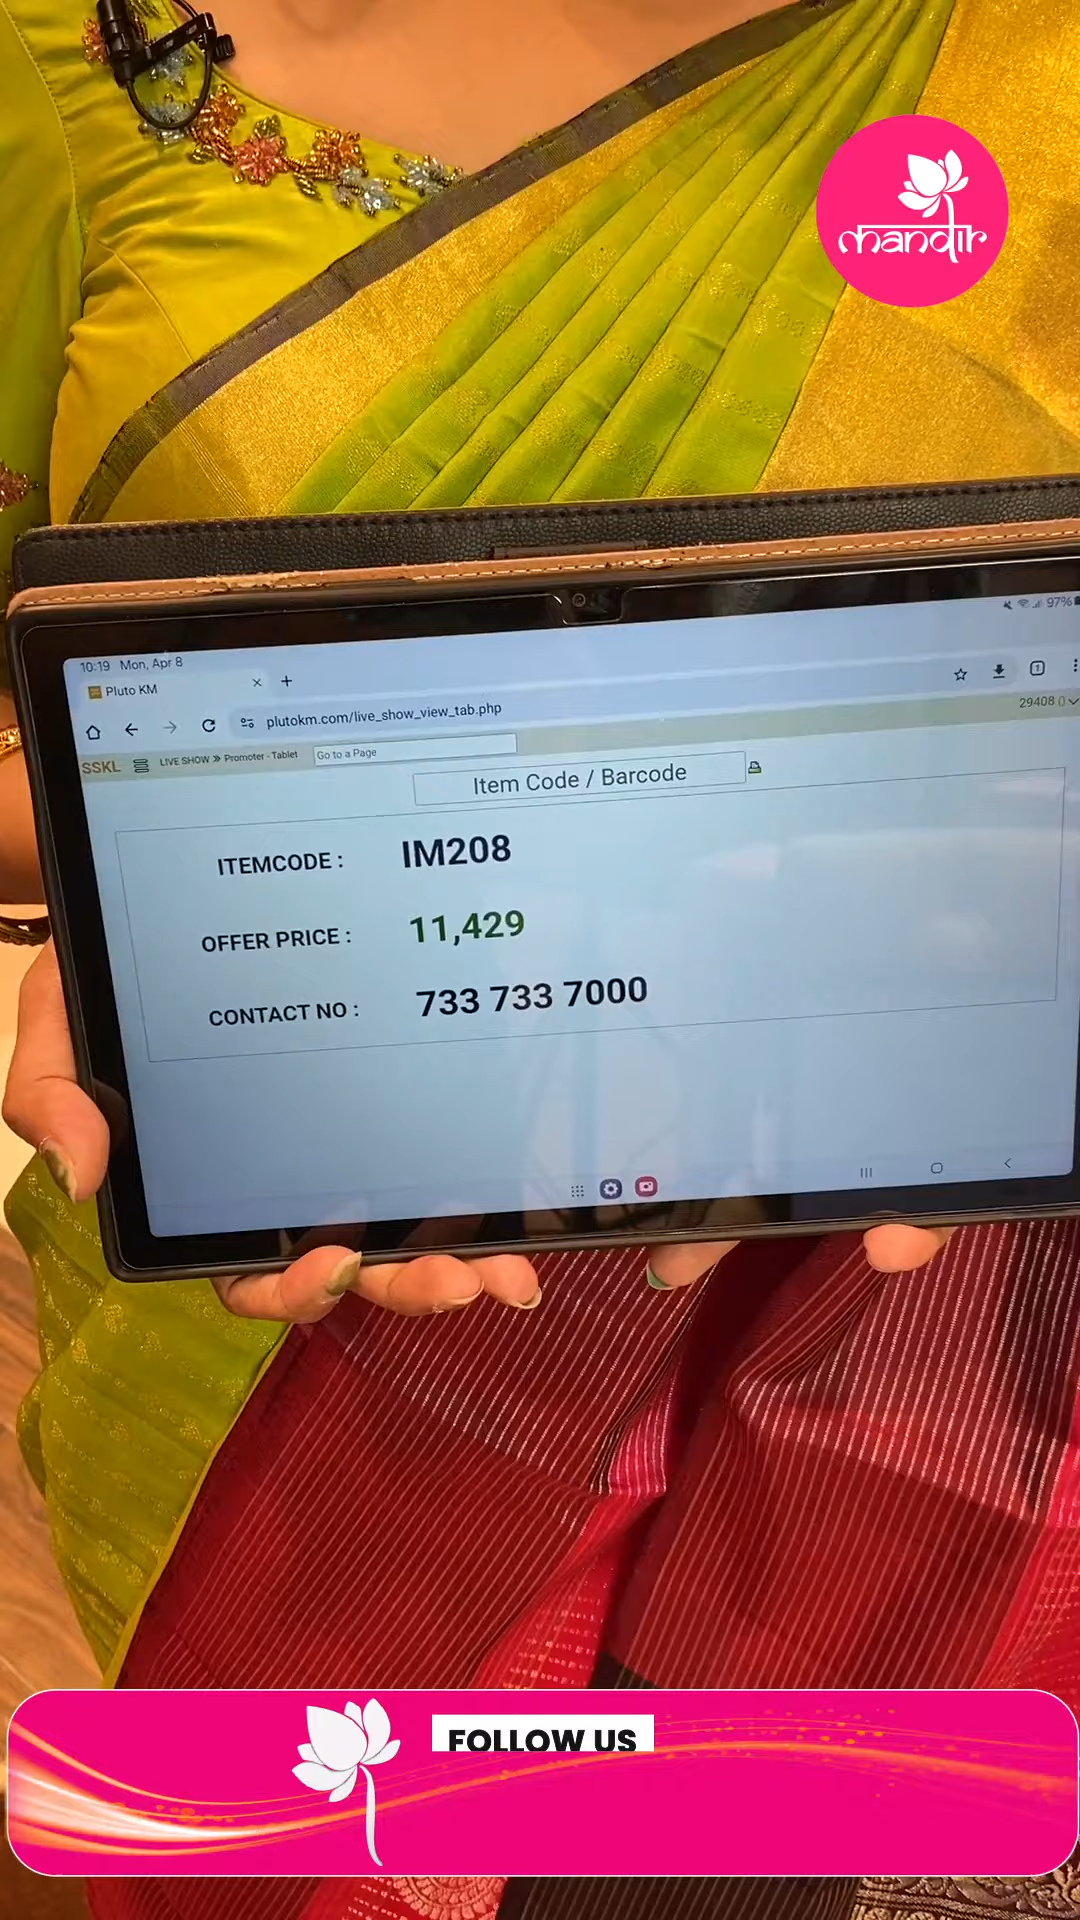 mandir
10:19 Mon, Apr 8
97%
Pluto KM
plutokm.com/live_show_view_tab.php
29408 ()
SSKL
LIVE SHOW >> Promoter - Tablet
Go to a Page
Item Code / Barcode
ITEMCODE : IM208
OFFER PRICE : 11,429
CONTACT NO : 733 733 7000
FOLLOW US